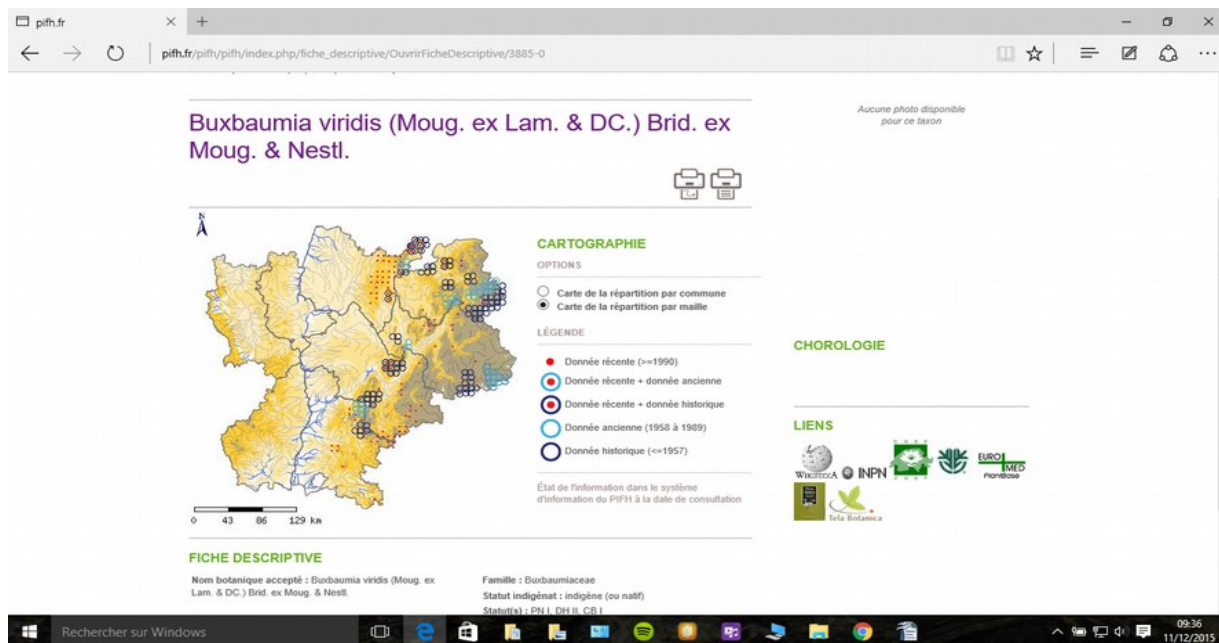 pifh.fr
pifh.fr/pifh/pifh/index.php/fiche_descriptive/OuvrirFicheDescriptive/3885-0
Buxbaumia viridis (Moug. ex Lam. & DC.) Brid. ex
Moug. & Nestl.
Aucune photo disponible
pour ce taxon
N
CARTOGRAPHIE
OPTIONS
Carte de la répartition par commune
Carte de la répartition par maille
LÉGENDE
Donnée récente (>=1990)
Donnée récente + donnée ancienne
Donnée récente + donnée historique
Donnée ancienne (1958 à 1989)
Donnée historique (<=1957)
État de l'information dans le système
d'information du PIFH à la date de consultation
0 43 86 129 km
CHOROLOGIE
LIENS
WIKIPEDIA
INPN
EURO
MED
PlantBase
Tela Botanica
FICHE DESCRIPTIVE
Nom botanique accepté : Buxbaumia viridis (Moug. ex
Lam. & DC.) Brid. ex Moug. & Nestl.
Famille : Buxbaumiaceae
Statut indigénat : indigène (ou natif)
Statut(s) : PN I, DH II, CB I
Rechercher sur Windows
09:36
11/12/2015